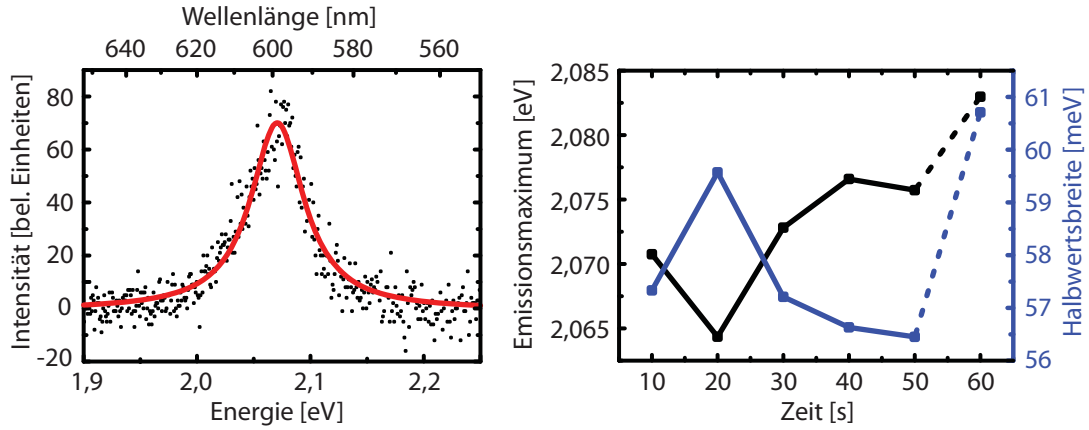 Wellenlänge [nm]
640 620 600 580 560
Intensität [bel. Einheiten]
80
60
40
20
0
-20
1,9 2,0 2,1 2,2
Energie [eV]
Emissionsmaximum [eV]
2,085
2,080
2,075
2,070
2,065
10 20 30 40 50 60
Zeit [s]
61
60
59
58
57
56
Halbwertsbreite [meV]